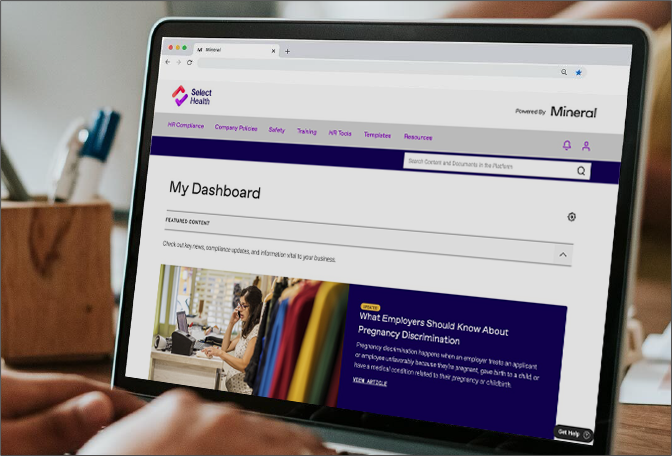 Mineral
Select
Health
Powered By Mineral
HR Compliance Company Policies Safety Training HR Tools Templates Resources
Search Content and Documents in the Platform
My Dashboard
FEATURED CONTENT
Check out key news, compliance updates, and information vital to your business.
UPDATED
What Employers Should Know About
Pregnancy Discrimination
Pregnancy discrimination happens when an employer treats an applicant
or employee unfavorably because they're pregnant, gave birth to a child, or
have a medical condition related to their pregnancy or childbirth.
VIEW ARTICLE
Get Help